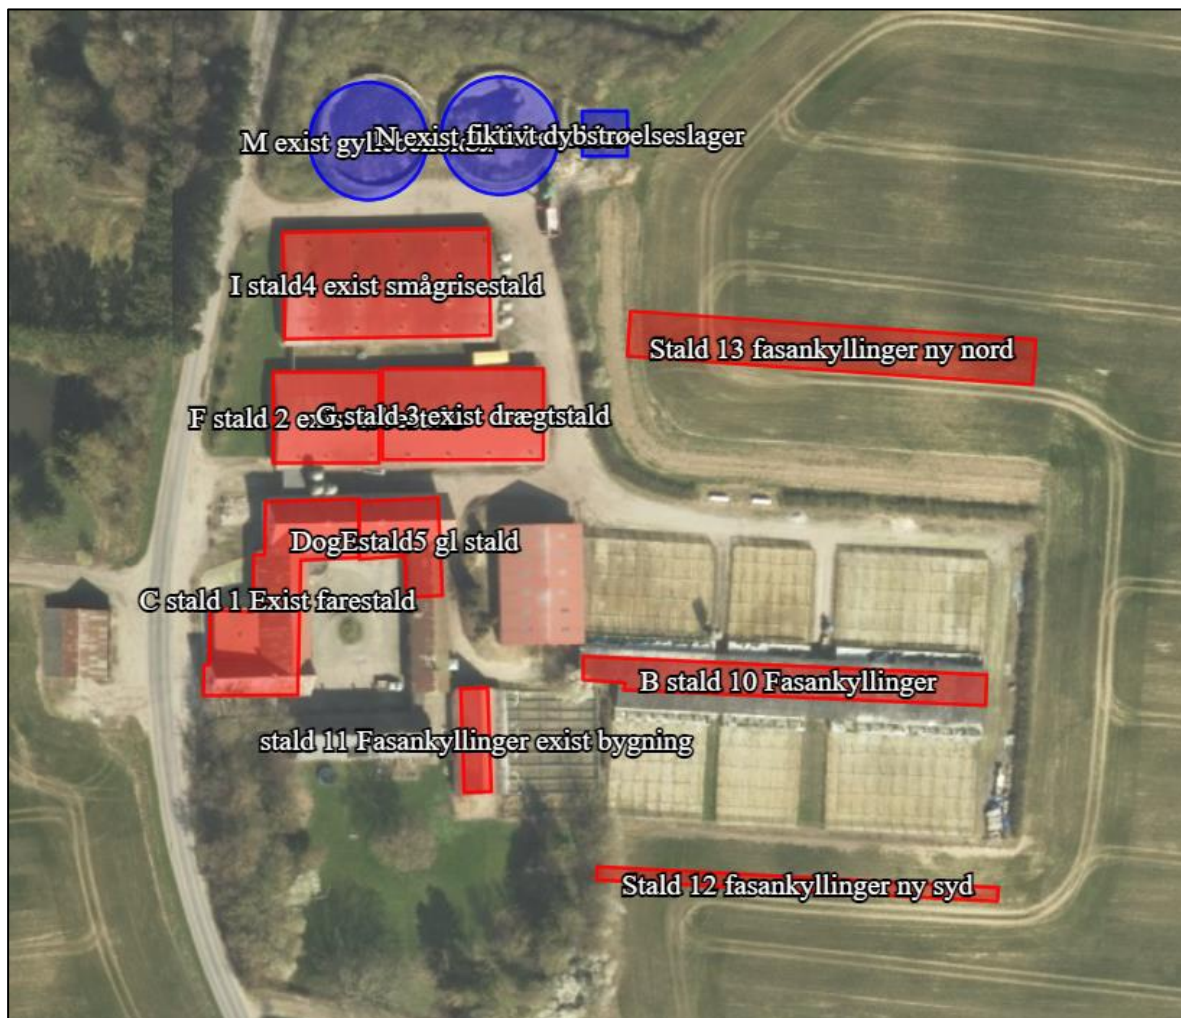 M exist gyllebeholder
N exist fiktivt dybstrøelseslager
I stald4 exist smågrisestald
Stald 13 fasankyllinger ny nord
F stald 2 exist
G stald 3 exist drægtstald
DogEstald5 gl stald
C stald 1 Exist farestald
B stald 10 Fasankyllinger
stald 11 Fasankyllinger exist bygning
Stald 12 fasankyllinger ny syd